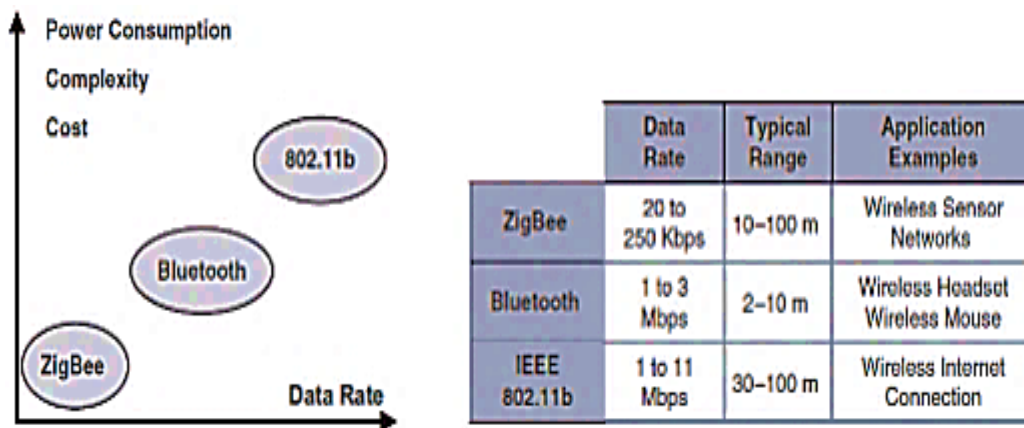 Power Consumption
Complexity
Cost
802.11b
Bluetooth
ZigBee
Data Rate
Data
Rate
Typical
Range
Application
Examples
ZigBee
20 to
250 Kbps
10–100 m
Wireless Sensor
Networks
Bluetooth
1 to 3
Mbps
2–10 m
Wireless Headset
Wireless Mouse
IEEE
802.11b
1 to 11
Mbps
30–100 m
Wireless Internet
Connection